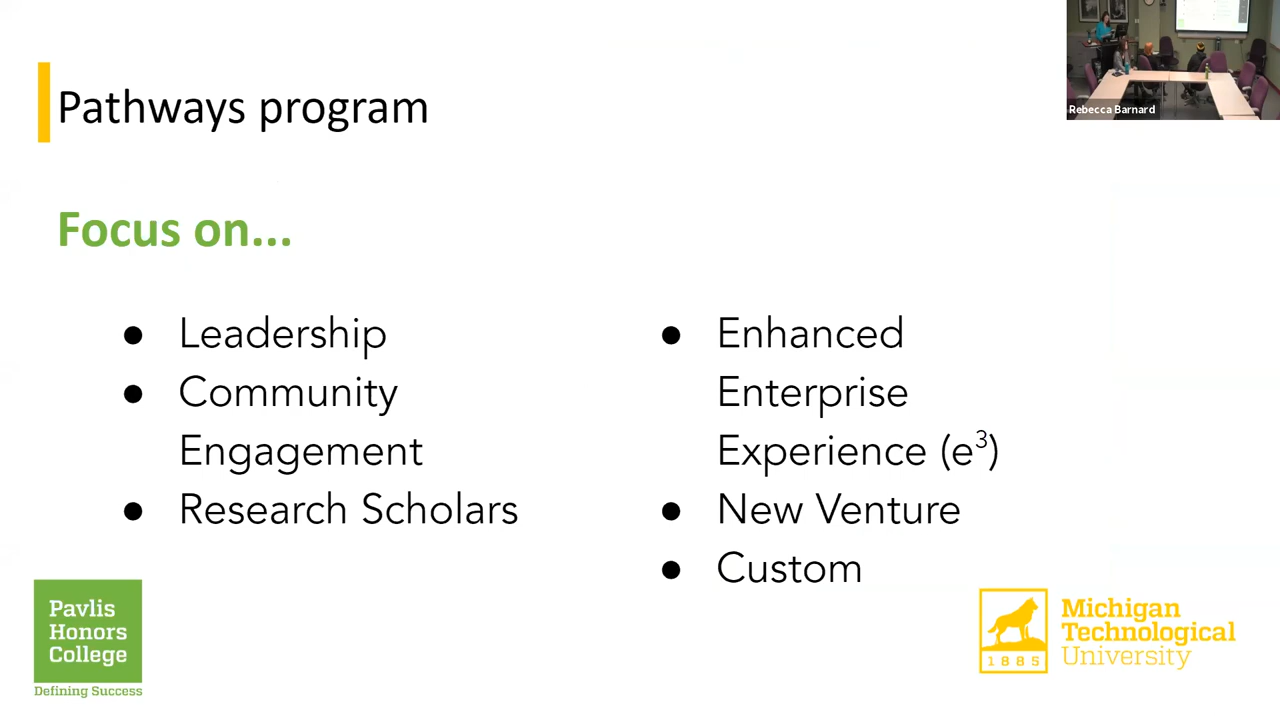 Pathways program
Rebecca Barnard
Focus on...
● Leadership
● Community
Engagement
● Research Scholars
● Enhanced
Enterprise
Experience (e³)
● New Venture
● Custom
Pavlis
Honors
College
Defining Success
1885
Michigan
Technological
University